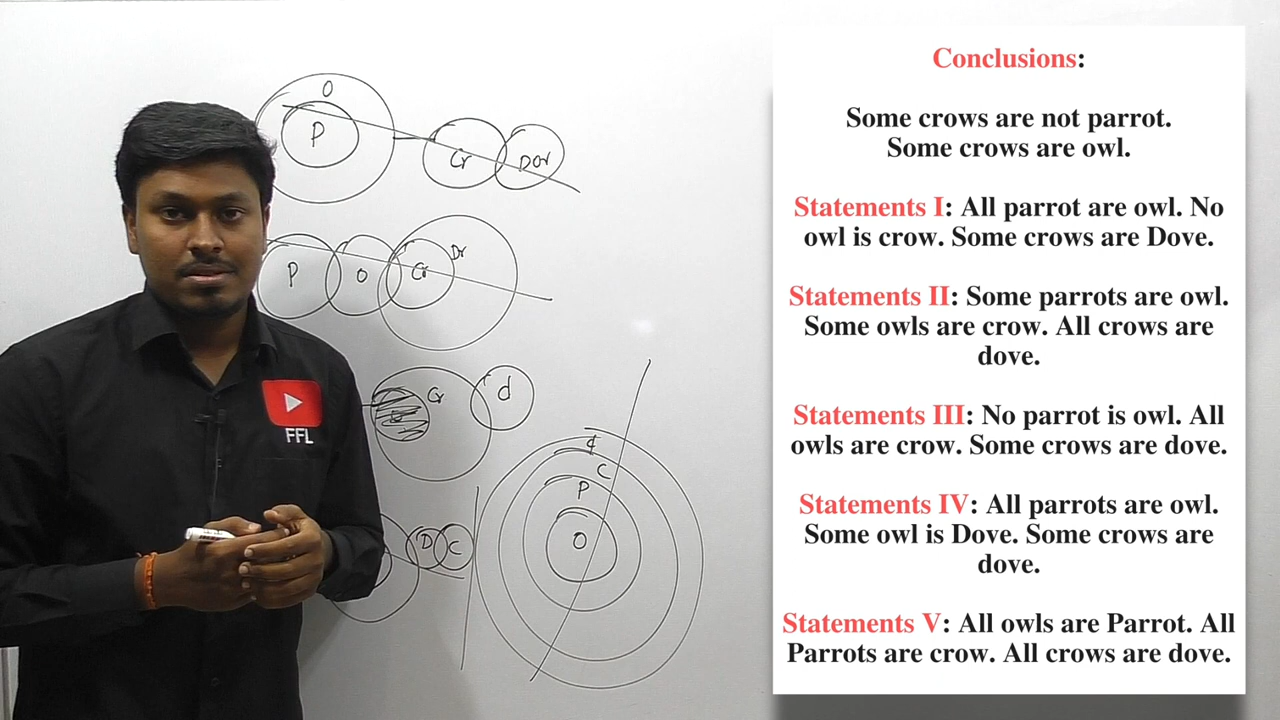 O
P
Cr
Dov
P
O
Cr
Dr
Cr
d
D
C
¢
C
P
O
FFL
Conclusions:
Some crows are not parrot.
Some crows are owl.
Statements I: All parrot are owl. No
owl is crow. Some crows are Dove.
Statements II: Some parrots are owl.
Some owls are crow. All crows are
dove.
Statements III: No parrot is owl. All
owls are crow. Some crows are dove.
Statements IV: All parrots are owl.
Some owl is Dove. Some crows are
dove.
Statements V: All owls are Parrot. All
Parrots are crow. All crows are dove.